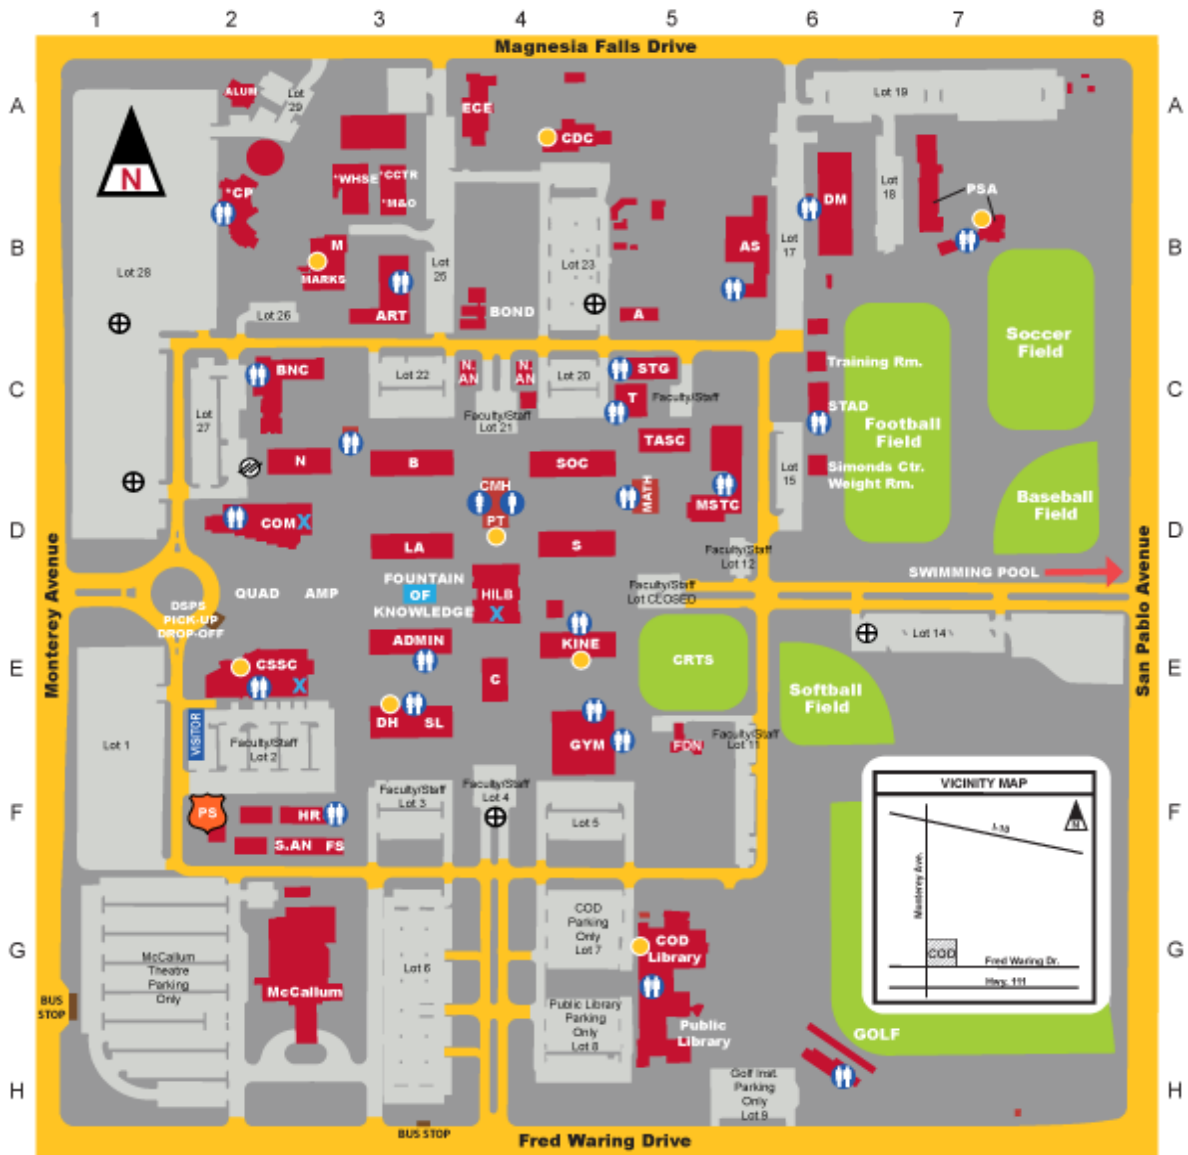 1 2 3 4 5 6 7 8
Magnesia Falls Drive
A
A
ALUM
Lot
29
ECE
CDC
Lot 19
N
*WHSE
*CCTR
*M&O
*CP
DM
Lot
18
PSA
B
B
M
MARKS
Lot 28
Lot
25
Lot 23
AS
Lot
17
ART
Lot 26
BOND
A
Soccer
Field
BNC
Lot 22
N.
AN
N.
AN
Lot 20
STG
Training Rm.
C
C
Lot
27
Faculty/Staff
Lot 21
T
Faculty/Staff
STAD
Football
Field
TASC
N
B
SOC
Lot
15
Simonds Ctr.
Weight Rm.
CMH
PT
MATH
MSTC
Baseball
Field
D
D
COM
X
LA
S
Faculty/Staff
Lot 12
Monterey Avenue
San Pablo Avenue
SWIMMING POOL
QUAD
AMP
FOUNTAIN
OF
KNOWLEDGE
HILB
X
Faculty/Staff
Lot CLOSED
DSPS
PICK-UP
DROP-OFF
ADMIN
KINE
Lot 14
E
E
CSSC
X
C
CRTS
Softball
Field
VISITOR
DH
SL
Lot 1
Faculty/Staff
Lot 2
GYM
FDN
Faculty/Staff
Lot 11
Faculty/Staff
Lot 3
Faculty/Staff
Lot 4
VICINITY MAP
F
F
PS
HR
Lot 5
N
I-10
S.AN
FS
Monterey Ave.
COD
Parking
Only
Lot 7
G
G
McCallum
Theatre
Parking
Only
Lot 6
COD
Library
COD
Fred Waring Dr.
Hwy. 111
McCallum
BUS
STOP
Public Library
Parking
Only
Lot 8
Public
Library
GOLF
H
H
Golf Inst.
Parking
Only
Lot 9
BUS STOP
Fred Waring Drive